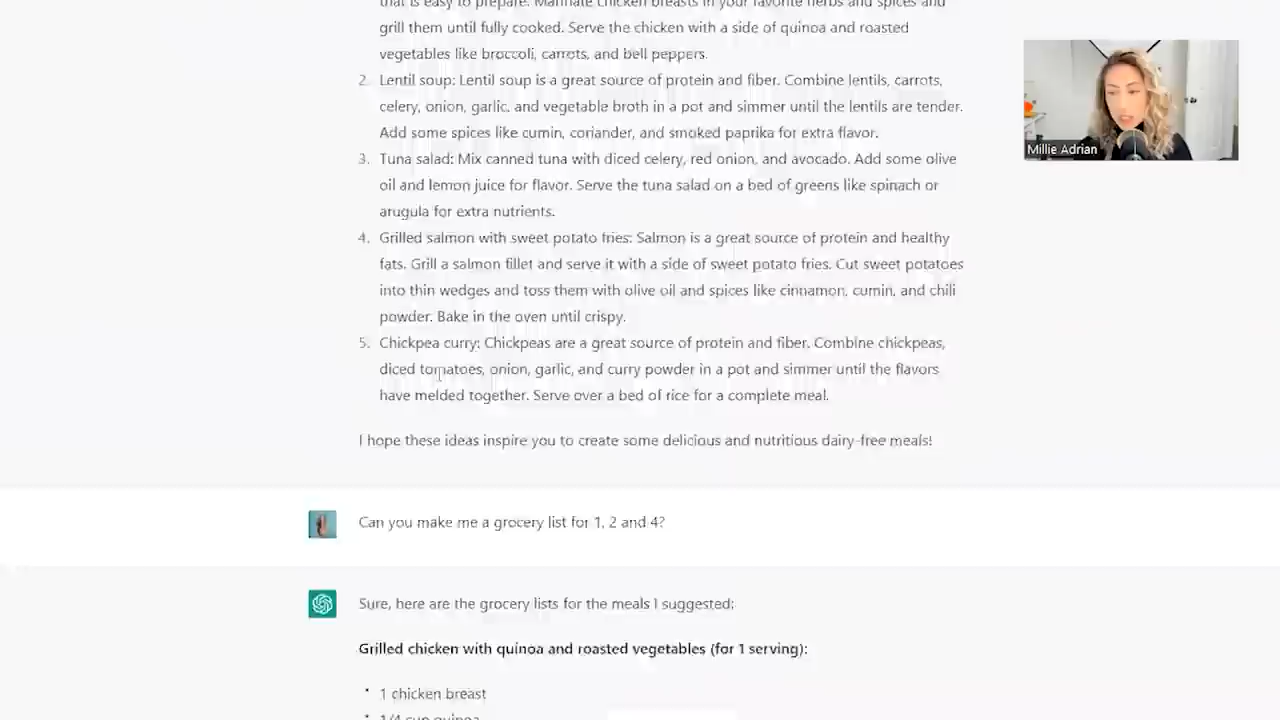 that is easy to prepare. Marinate chicken breasts in your favorite herbs and spices and
grill them until fully cooked. Serve the chicken with a side of quinoa and roasted
vegetables like broccoli, carrots, and bell peppers.
2. Lentil soup: Lentil soup is a great source of protein and fiber. Combine lentils, carrots,
celery, onion, garlic, and vegetable broth in a pot and simmer until the lentils are tender.
Add some spices like cumin, coriander, and smoked paprika for extra flavor.
3. Tuna salad: Mix canned tuna with diced celery, red onion, and avocado. Add some olive
oil and lemon juice for flavor. Serve the tuna salad on a bed of greens like spinach or
arugula for extra nutrients.
4. Grilled salmon with sweet potato fries: Salmon is a great source of protein and healthy
fats. Grill a salmon fillet and serve it with a side of sweet potato fries. Cut sweet potatoes
into thin wedges and toss them with olive oil and spices like cinnamon, cumin, and chili
powder. Bake in the oven until crispy.
5. Chickpea curry: Chickpeas are a great source of protein and fiber. Combine chickpeas,
diced tomatoes, onion, garlic, and curry powder in a pot and simmer until the flavors
have melded together. Serve over a bed of rice for a complete meal.
I hope these ideas inspire you to create some delicious and nutritious dairy-free meals!
Can you make me a grocery list for 1, 2 and 4?
Sure, here are the grocery lists for the meals I suggested:
Grilled chicken with quinoa and roasted vegetables (for 1 serving):
• 1 chicken breast
• 1/4 cup quinoa
Millie Adrian